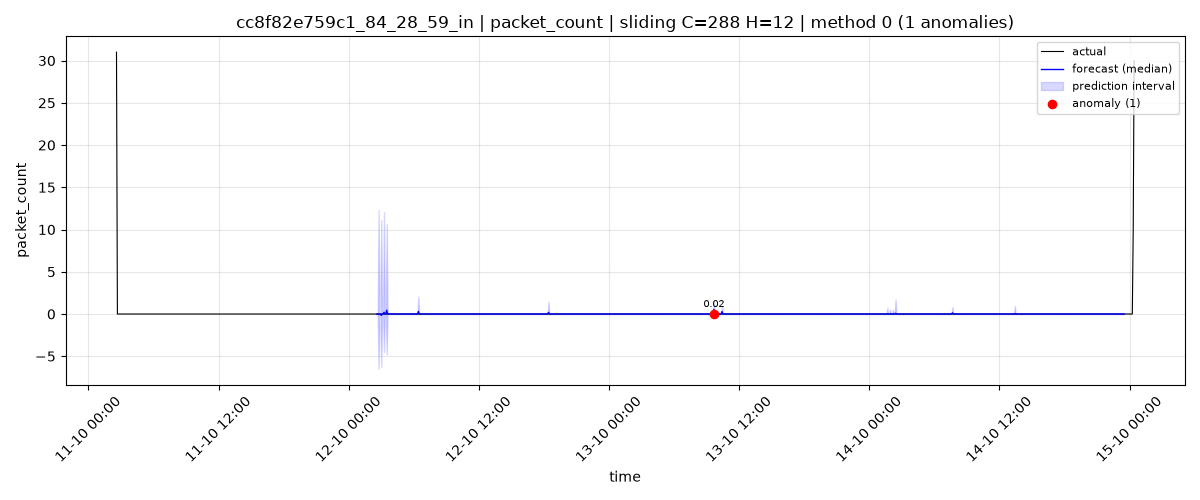 cc8f82e759c1_84_28_59_in | packet_count | sliding C=288 H=12 | method 0 (1 anomalies)
actual
forecast (median)
prediction interval
anomaly (1)
30
25
20
15
10
5
0
−5
packet_count
0.02
11-10 00:00
11-10 12:00
12-10 00:00
12-10 12:00
13-10 00:00
13-10 12:00
14-10 00:00
14-10 12:00
15-10 00:00
time